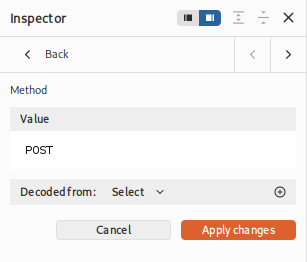 Inspector
Back
Method
Value
POST
Decoded from: Select
Cancel Apply changes